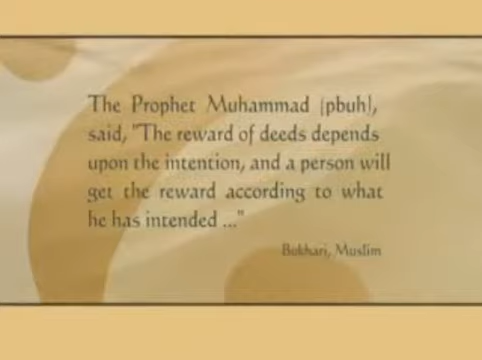 The Prophet Muhammad (pbuh),
said, "The reward of deeds depends
upon the intention, and a person will
get the reward according to what
he has intended ..."
Bukhari, Muslim